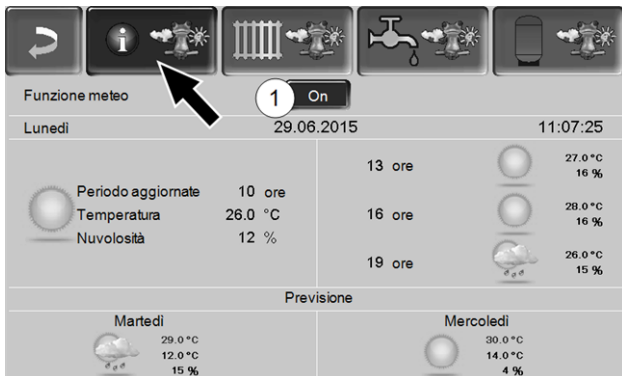 i
Funzione meteo 1 On
Lunedì 29.06.2015 11:07:25
Periodo aggiornate 10 ore
Temperatura 26.0 °C
Nuvolosità 12 %
13 ore 27.0°C
16 %
16 ore 28.0°C
16 %
19 ore 26.0°C
15 %
Previsione
Martedì
29.0°C
12.0°C
15 %
Mercoledì
30.0°C
14.0°C
4 %